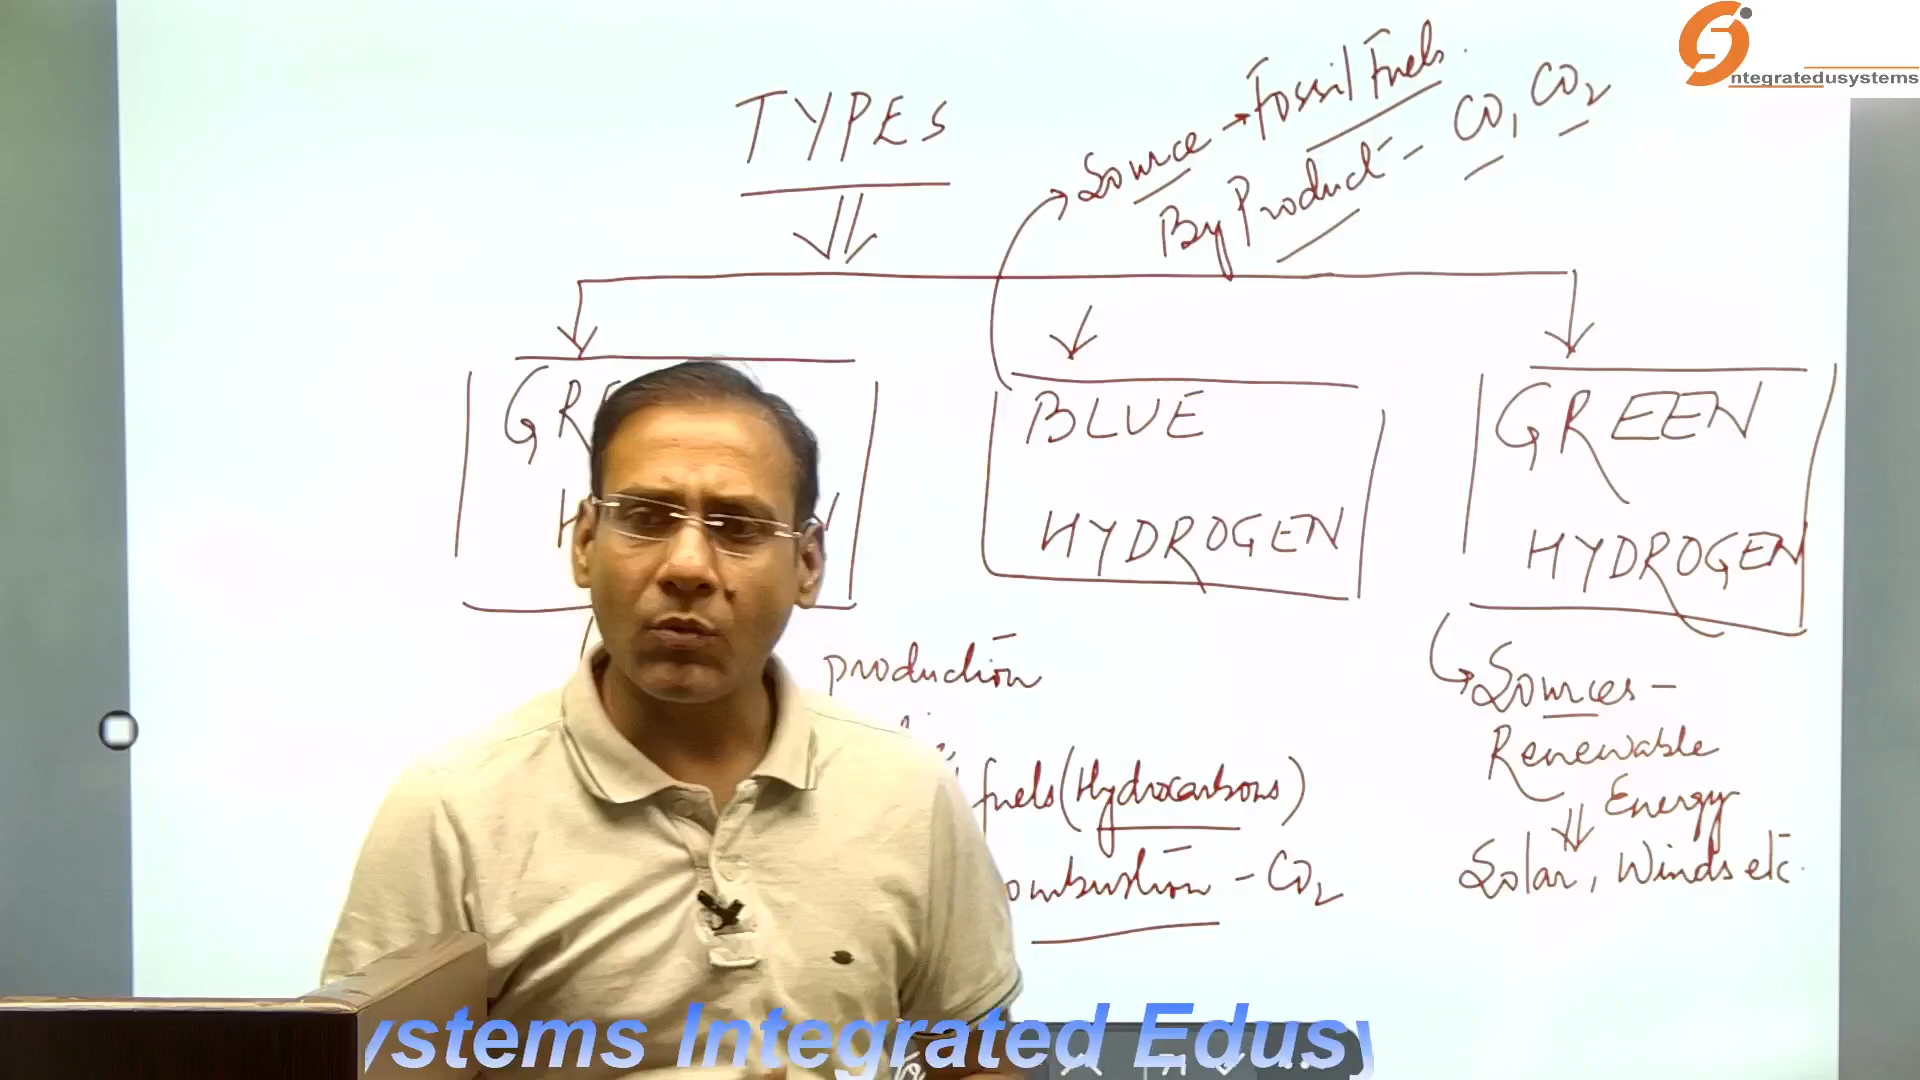 ntegratedusystems
TYPES
Source → Fossil Fuels.
By Product - CO, CO2
BLUE
HYDROGEN
GREEN
HYDROGEN
production
fuels (Hydrocarbons)
ombustion - CO2
Sources -
Renewable
Energy
Solar, Winds etc.
ystems Integrated Edusy